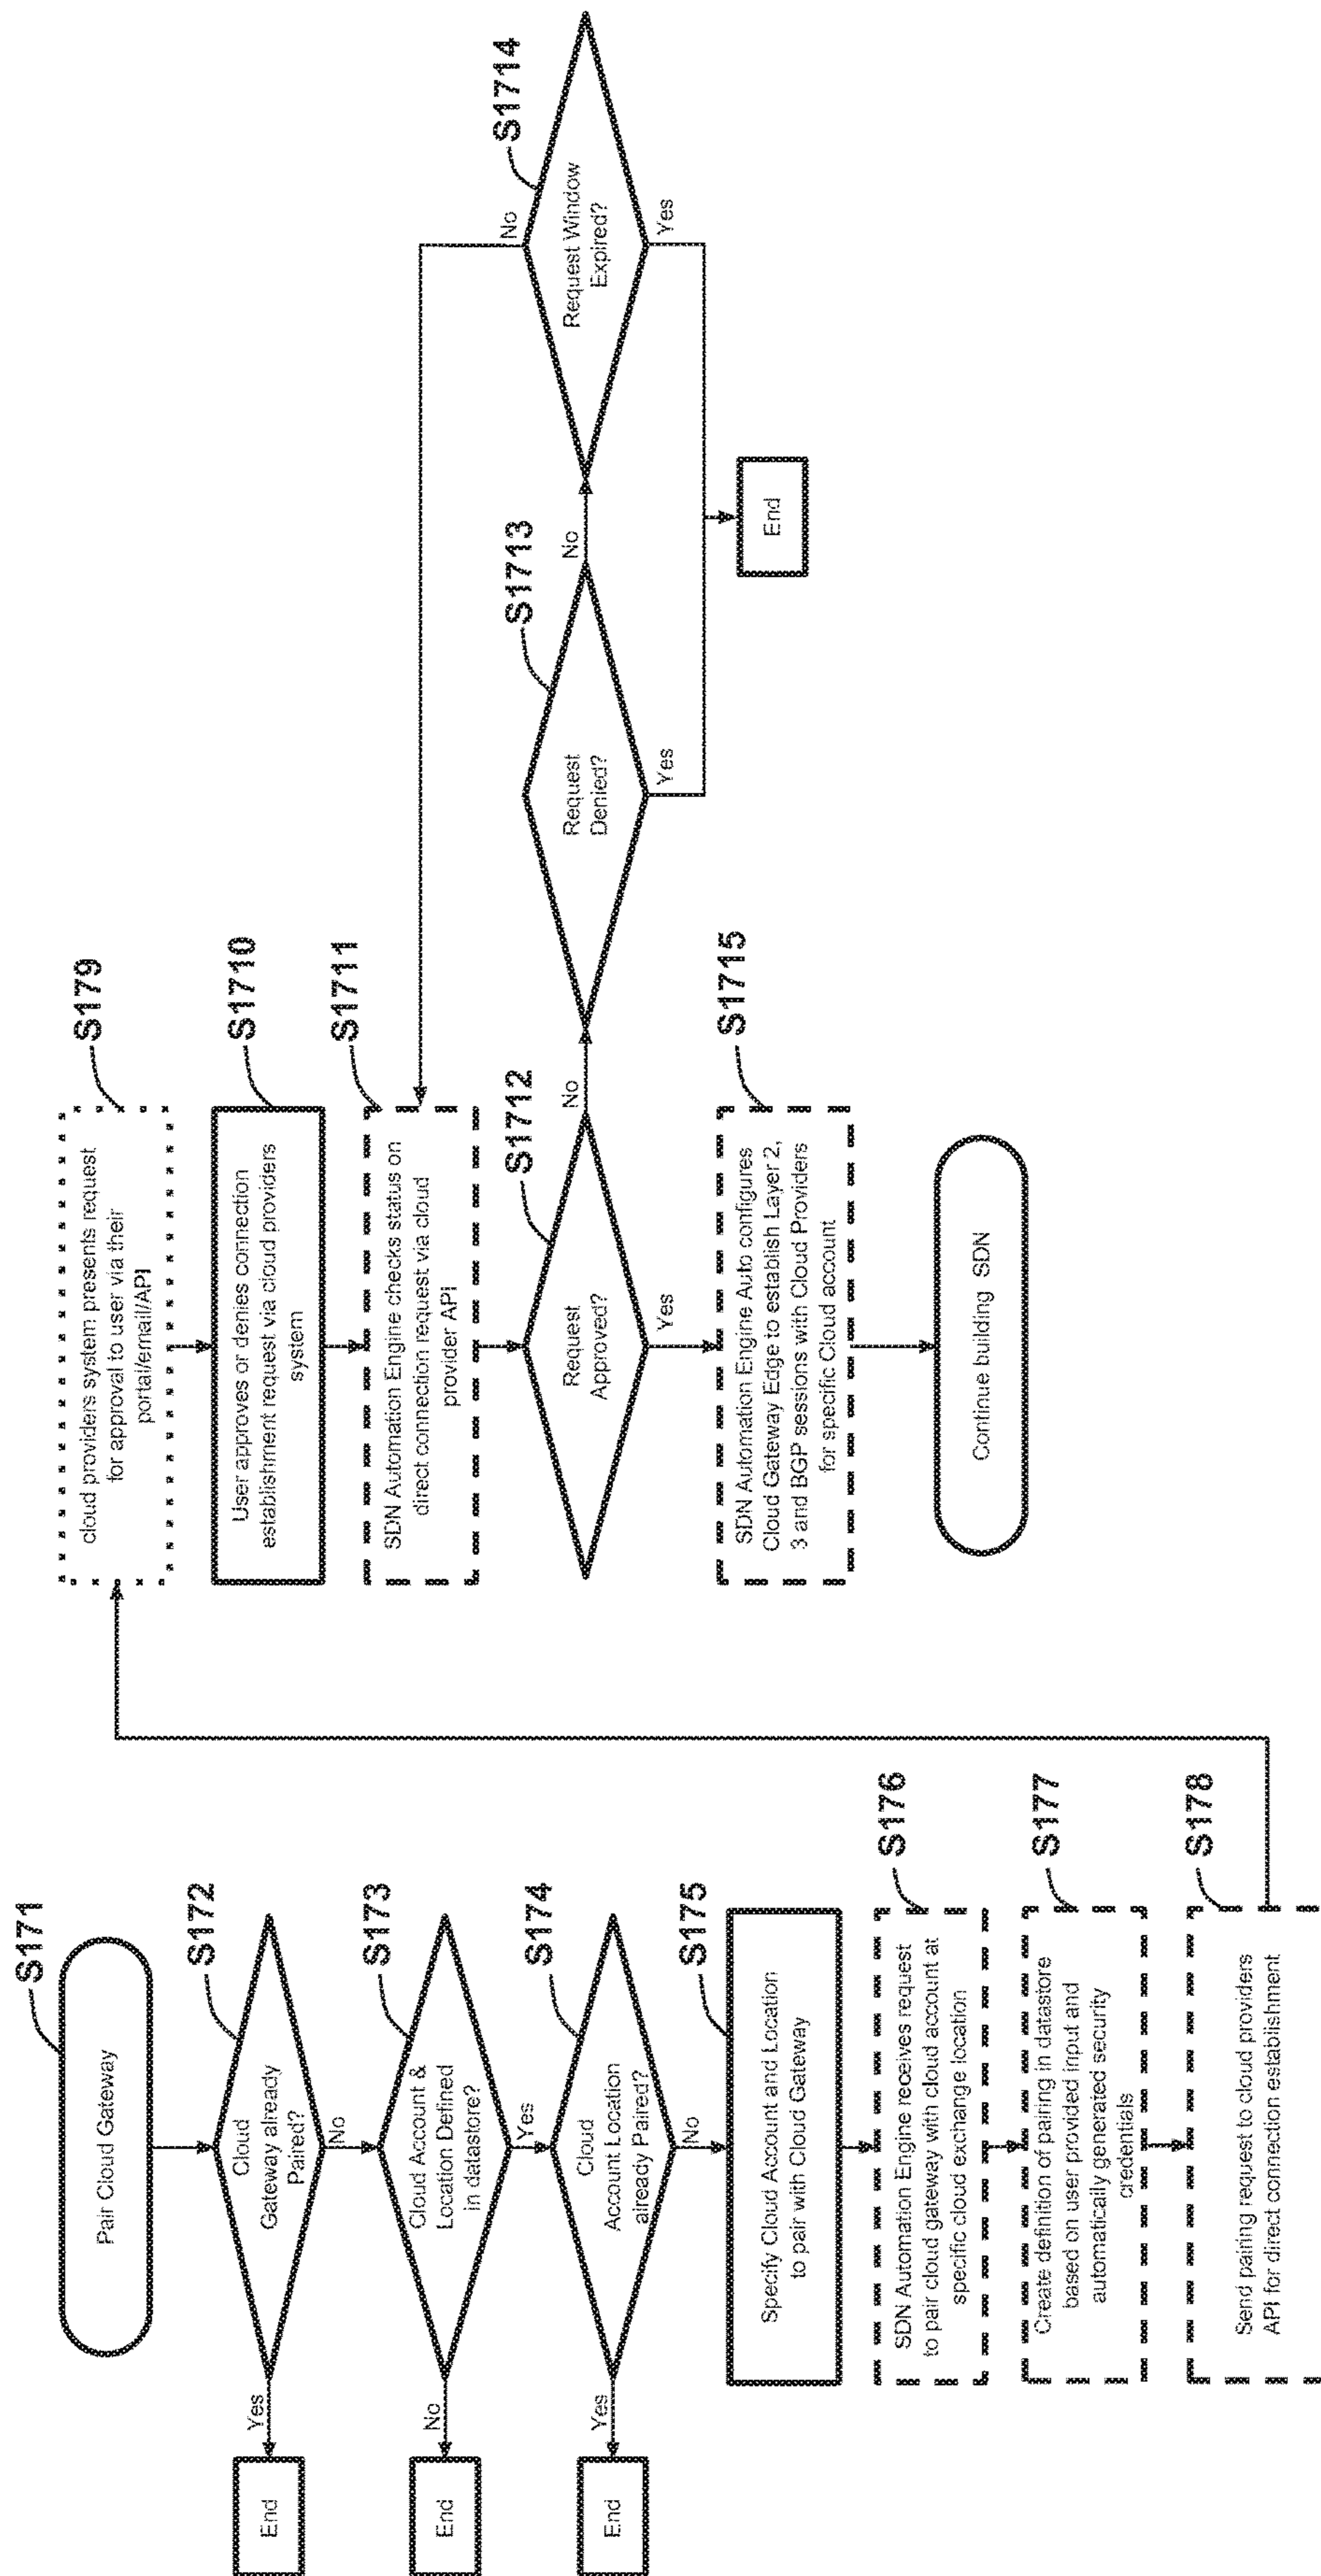 S171
Pair Cloud Gateway
S172
Cloud
Gateway already
Paired?
Yes
End
No
S173
Cloud Account &
Location Defined
in datastore?
No
End
Yes
S174
Cloud
Account Location
already Paired?
Yes
End
No
S175
Specify Cloud Account and Location
to pair with Cloud Gateway
S176
SDN Automation Engine receives request
to pair cloud gateway with cloud account at
specific cloud exchange location
S177
Create definition of pairing in datastore
based on user provided input and
automatically generated security
credentials
S178
Send pairing request to cloud providers
API for direct connection establishment
S179
cloud providers system presents request
for approval to user via their
portal/email/API
S1710
User approves or denies connection
establishment request via cloud providers
system
S1711
SDN Automation Engine checks status on
direct connection request via cloud
provider API
S1712
Request
Approved?
No
Yes
S1713
Request
Denied?
No
Yes
S1714
Request Window
Expired?
No
Yes
End
S1715
SDN Automation Engine Auto configures
Cloud Gateway Edge to establish Layer 2,
3 and BGP sessions with Cloud Providers
for specific Cloud account
Continue building SDN